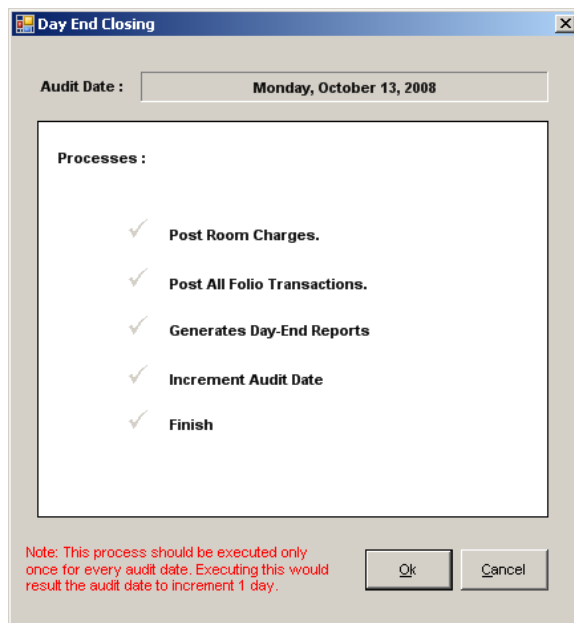 Day End Closing
Audit Date :
Monday, October 13, 2008
Processes :
Post Room Charges.
Post All Folio Transactions.
Generates Day-End Reports
Increment Audit Date
Finish
Note: This process should be executed only
once for every audit date. Executing this would
result the audit date to increment 1 day.
Ok
Cancel